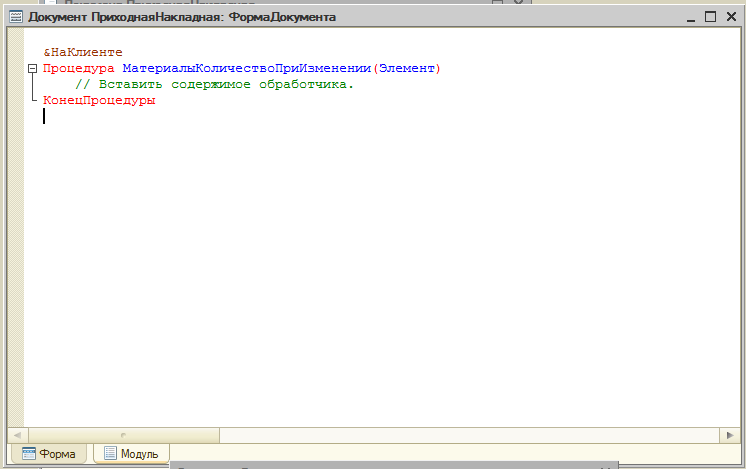 Документ ПриходнаяНакладная: ФормаДокумента
&НаКлиенте
Процедура МатериалыКоличествоПриИзменении(Элемент)
// Вставить содержимое обработчика.
КонецПроцедуры
Форма
Модуль